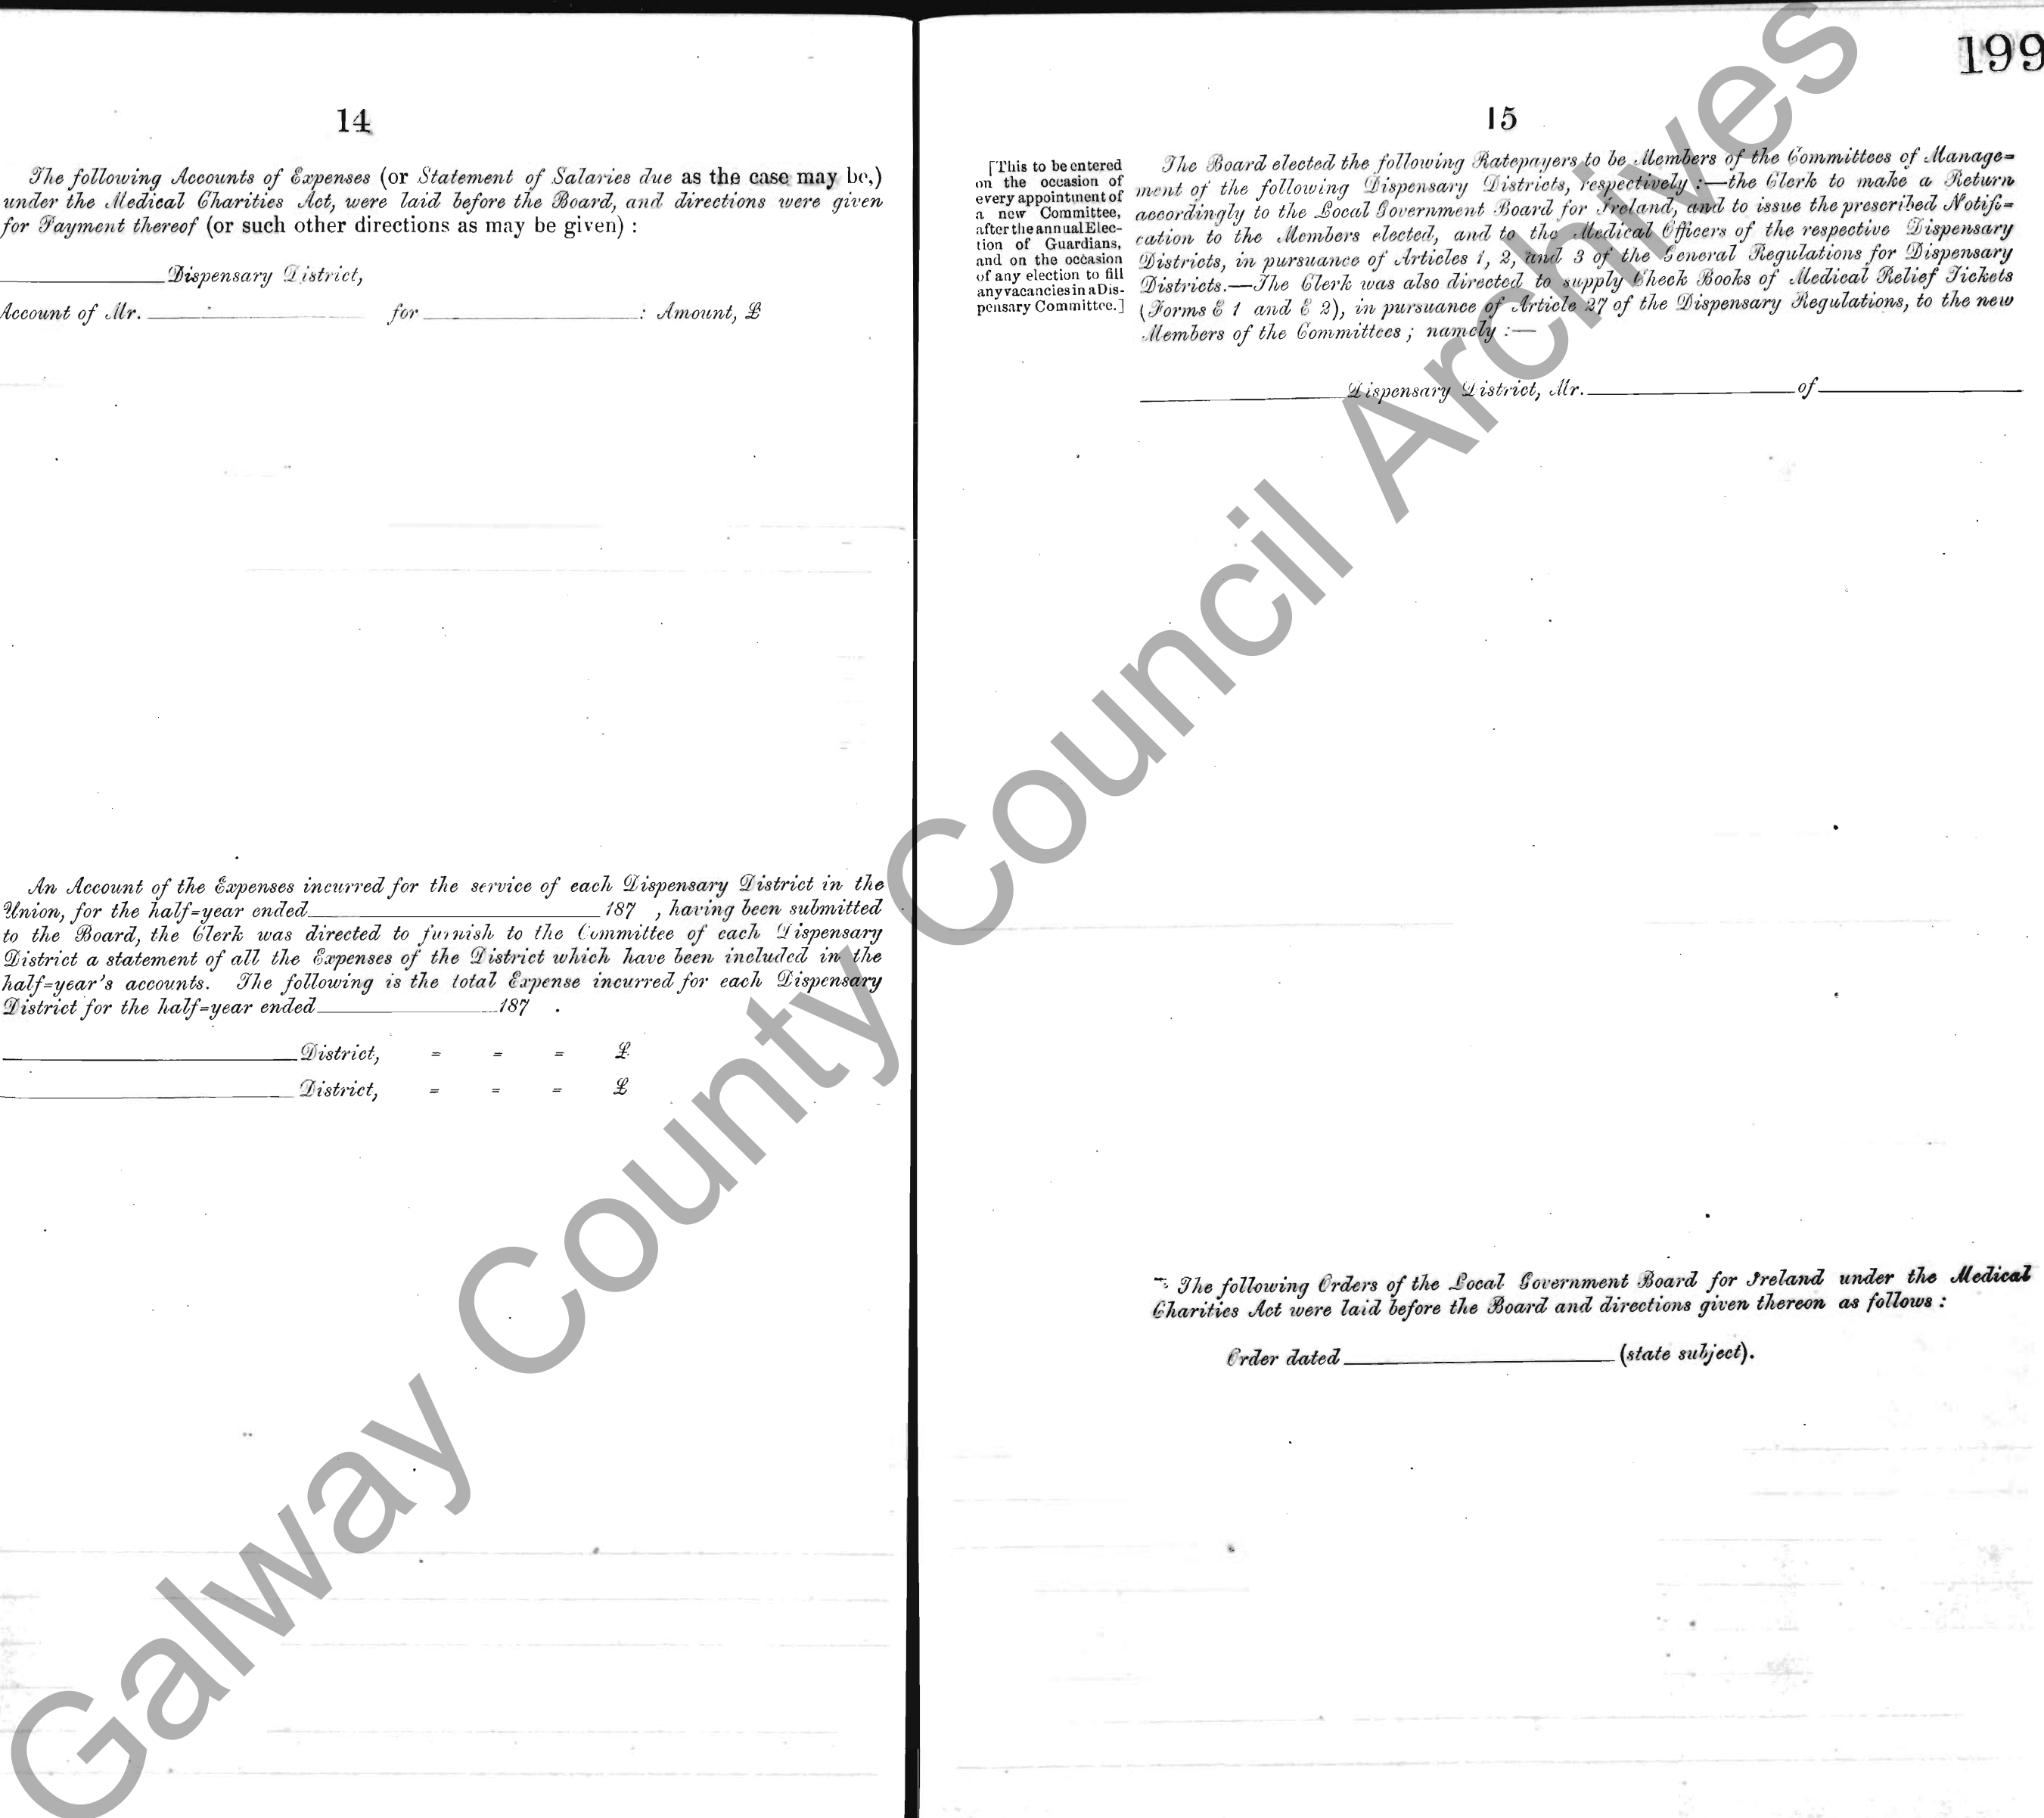 14
The following Accounts of Expenses (or Statement of Salaries due as the case may be,)
under the Medical Charities Act, were laid before the Board, and directions were given
for Payment thereof (or such other directions as may be given) :
Dispensary District,
Account of Mr. for : Amount, £
An Account of the Expenses incurred for the service of each Dispensary District in the
Union, for the half=year ended 187 , having been submitted
to the Board, the Clerk was directed to furnish to the Committee of each Dispensary
District a statement of all the Expenses of the District which have been included in the
half=year's accounts. The following is the total Expense incurred for each Dispensary
District for the half=year ended 187 .
District, = = = £
District, = = = £
199
15
[This to be entered
on the occasion of
every appointment of
a new Committee,
after the annual Elec-
tion of Guardians,
and on the occasion
of any election to fill
any vacancies in a Dis-
pensary Committee.]
The Board elected the following Ratepayers to be Members of the Committees of Manage=
ment of the following Dispensary Districts, respectively :—the Clerk to make a Return
accordingly to the Local Government Board for Ireland, and to issue the prescribed Notifi=
cation to the Members elected, and to the Medical Officers of the respective Dispensary
Districts, in pursuance of Articles 1, 2, and 3 of the General Regulations for Dispensary
Districts.—The Clerk was also directed to supply Check Books of Medical Relief Tickets
(Forms E 1 and E 2), in pursuance of Article 27 of the Dispensary Regulations, to the new
Members of the Committees ; namely :—
Dispensary District, Mr. of
The following Orders of the Local Government Board for Ireland under the Medical
Charities Act were laid before the Board and directions given thereon as follows :
Order dated (state subject).
Galway County Council Archives